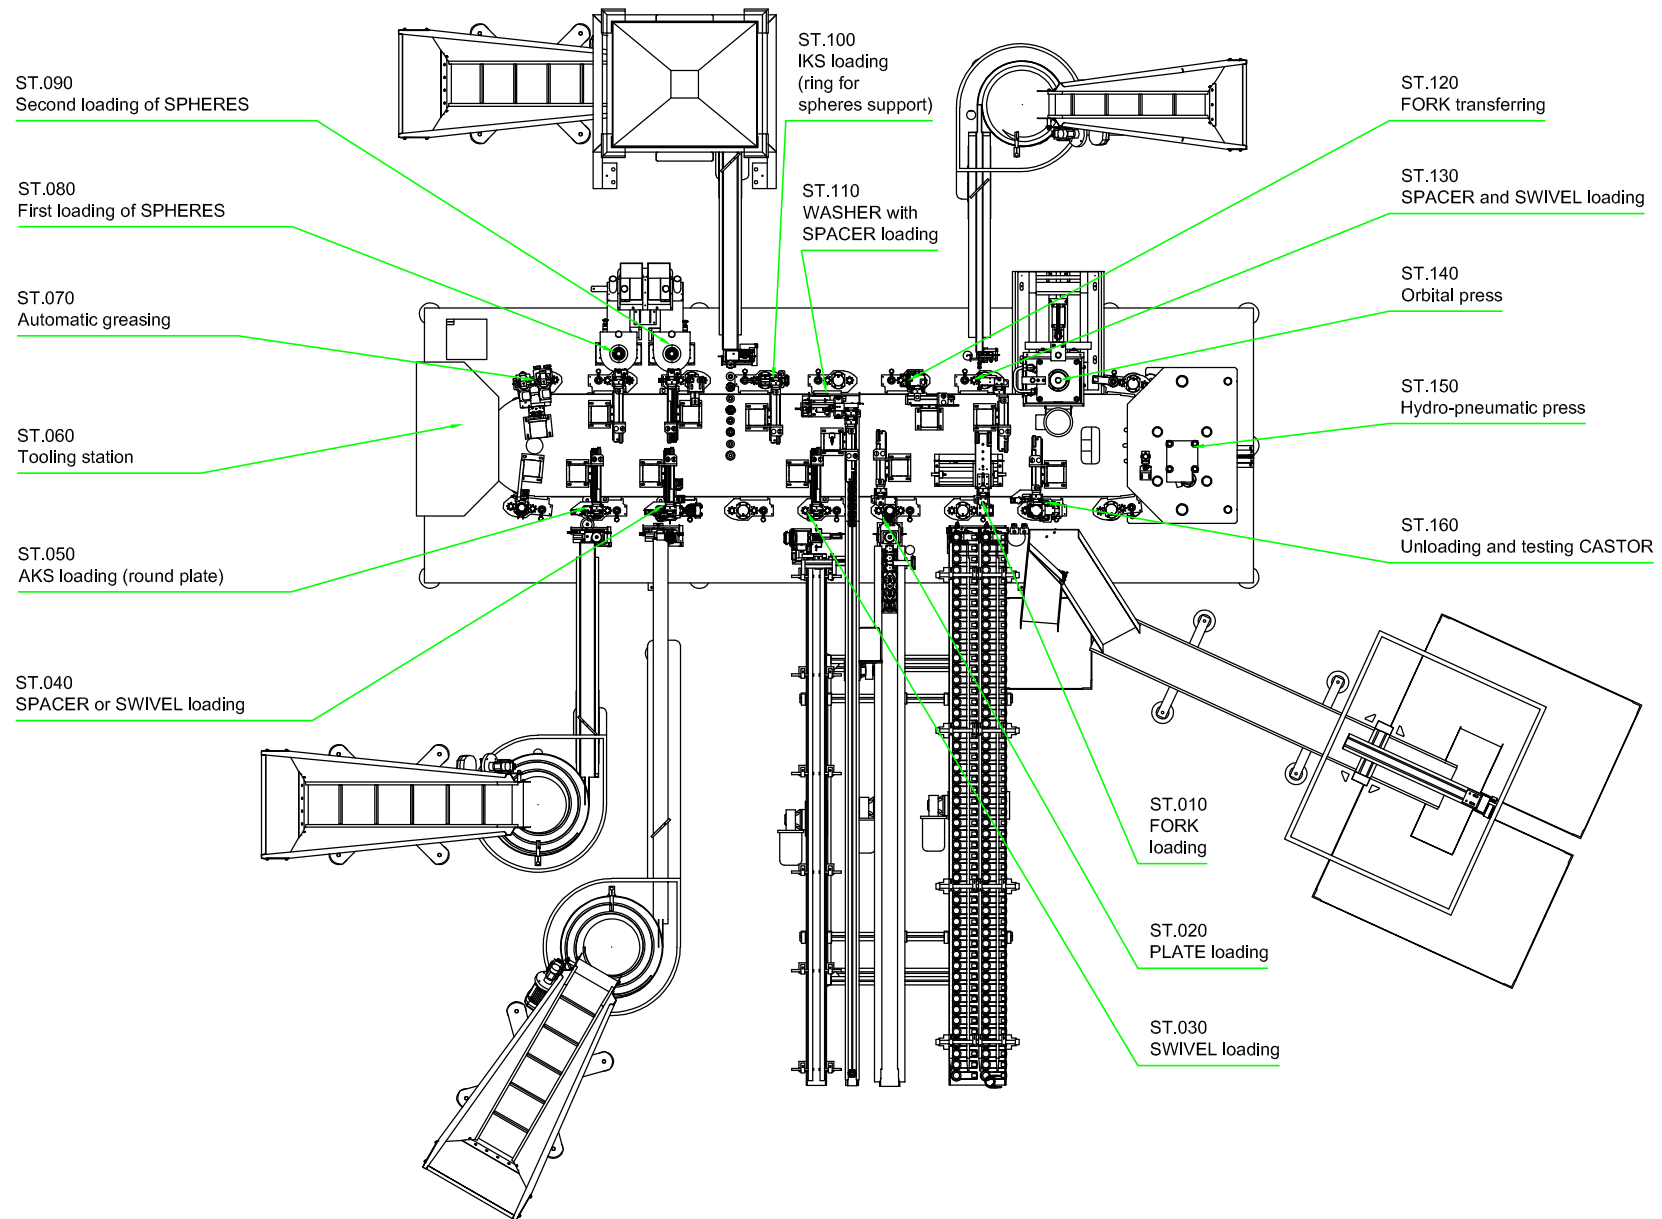 ST.090
Second loading of SPHERES
ST.080
First loading of SPHERES
ST.070
Automatic greasing
ST.060
Tooling station
ST.050
AKS loading (round plate)
ST.040
SPACER or SWIVEL loading
ST.100
IKS loading
(ring for
spheres support)
ST.110
WASHER with
SPACER loading
ST.120
FORK transferring
ST.130
SPACER and SWIVEL loading
ST.140
Orbital press
ST.150
Hydro-pneumatic press
ST.160
Unloading and testing CASTOR
ST.010
FORK
loading
ST.020
PLATE loading
ST.030
SWIVEL loading